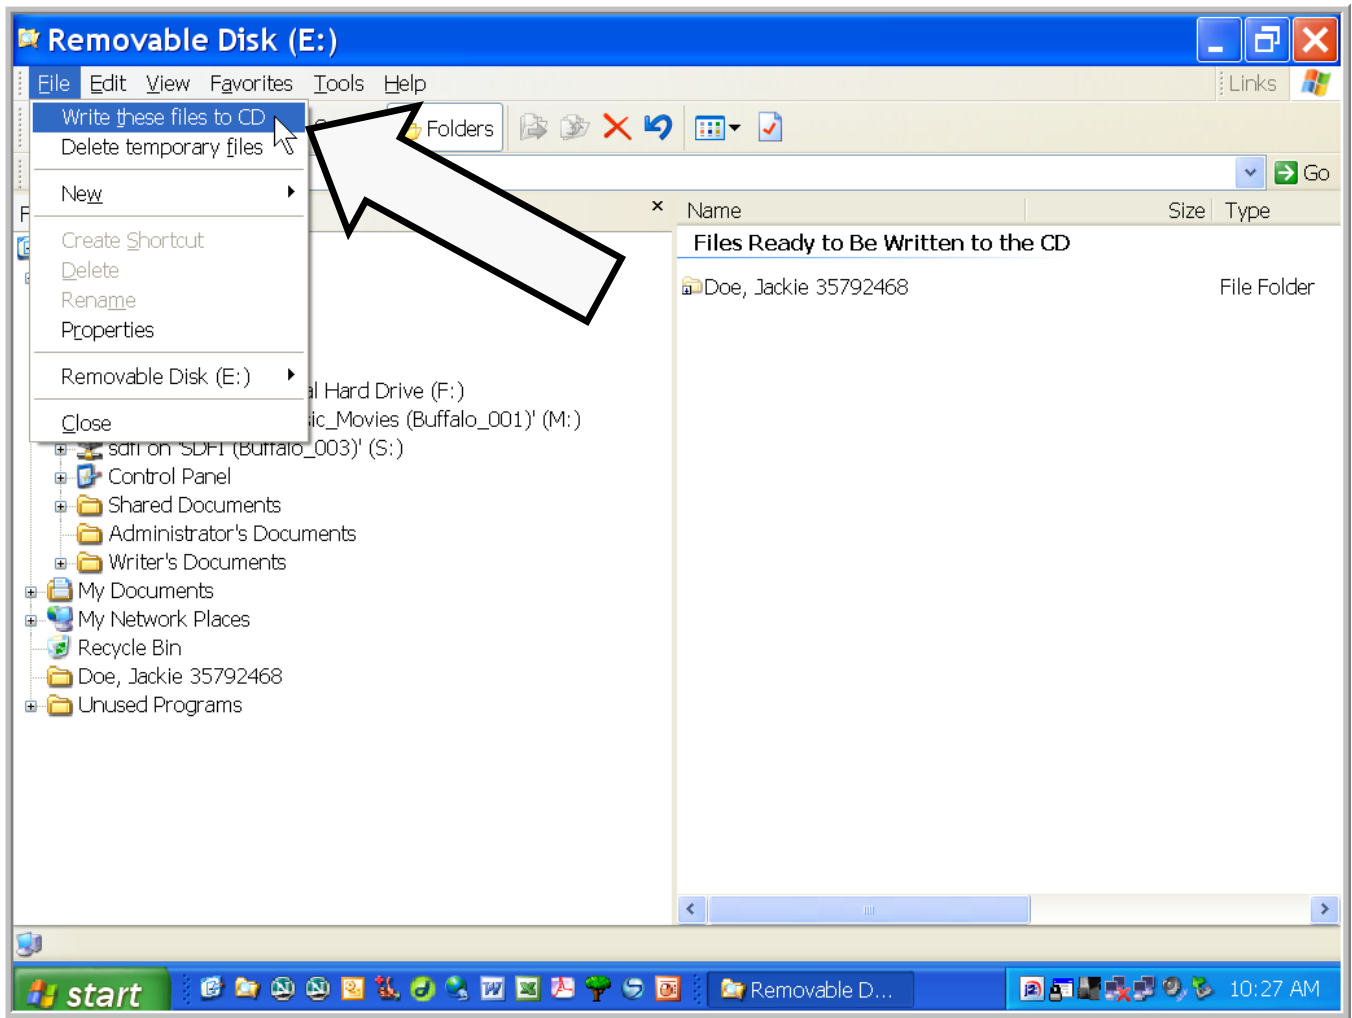 Removable Disk (E:)
File Edit View Favorites Tools Help Links
Write these files to CD
Folders
Delete temporary files
Go
New
Name Size Type
Files Ready to Be Written to the CD
Create Shortcut
Delete
Doe, Jackie 35792468 File Folder
Rename
Properties
Removable Disk (E:)
al Hard Drive (F:)
ic_Movies (Buffalo_001)' (M:)
Close
sdfi on 'SDFI (Buffalo_003)' (S:)
Control Panel
Shared Documents
Administrator's Documents
Writer's Documents
My Documents
My Network Places
Recycle Bin
Doe, Jackie 35792468
Unused Programs
start Removable D... 10:27 AM